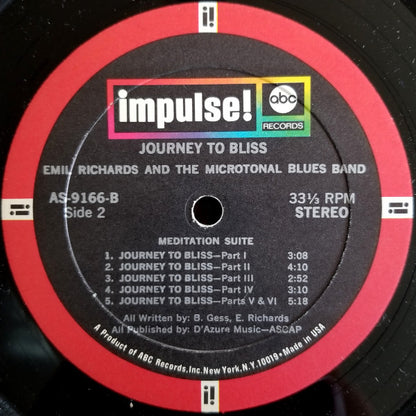 i!
impulse!
abc
RECORDS
JOURNEY TO BLISS
EMIL RICHARDS AND THE MICROTONAL BLUES BAND
AS-9166-B
Side 2
33⅓ RPM
STEREO
i!
i!
MEDITATION SUITE
1. JOURNEY TO BLISS—Part I 3:08
2. JOURNEY TO BLISS—Part II 4:10
3. JOURNEY TO BLISS—Part III 2:52
4. JOURNEY TO BLISS—Part IV 3:10
5. JOURNEY TO BLISS—Parts V & VI 5:18
All Written by: B. Gess, E. Richards
All Published by: D'Azure Music—ASCAP
A Product of ABC Records, Inc. New York, N.Y. 10019 • Made in USA
i!